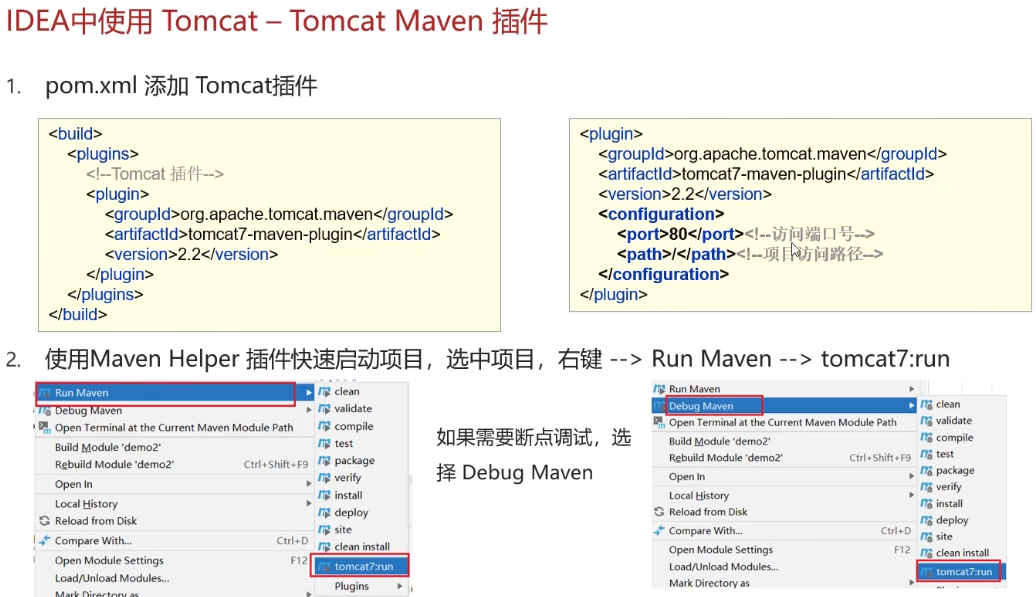 IDEA中使用 Tomcat – Tomcat Maven 插件
1. pom.xml 添加 Tomcat插件
<build>
<plugins>
<!--Tomcat 插件-->
<plugin>
<groupId>org.apache.tomcat.maven</groupId>
<artifactId>tomcat7-maven-plugin</artifactId>
<version>2.2</version>
</plugin>
</plugins>
</build>
<plugin>
<groupId>org.apache.tomcat.maven</groupId>
<artifactId>tomcat7-maven-plugin</artifactId>
<version>2.2</version>
<configuration>
<port>80</port><!--访问端口号-->
<path>/</path><!--项目访问路径-->
</configuration>
</plugin>
2. 使用Maven Helper 插件快速启动项目，选中项目，右键 --> Run Maven --> tomcat7:run
Run Maven
Debug Maven
Open Terminal at the Current Maven Module Path
Build Module 'demo2'
Rebuild Module 'demo2' Ctrl+Shift+F9
Open In
Local History
Reload from Disk
Compare With... Ctrl+D
Open Module Settings F12
Load/Unload Modules...
Mark Directory as
clean
validate
compile
test
package
verify
install
deploy
site
clean install
tomcat7:run
Plugins
如果需要断点调试，选
择 Debug Maven
Run Maven
Debug Maven
Open Terminal at the Current Maven Module Path
Build Module 'demo2'
Rebuild Module 'demo2' Ctrl+Shift+F9
Open In
Local History
Reload from Disk
Compare With... Ctrl+D
Open Module Settings F12
Load/Unload Modules...
Mark Directory as
clean
validate
compile
test
package
verify
install
deploy
site
clean install
tomcat7:run